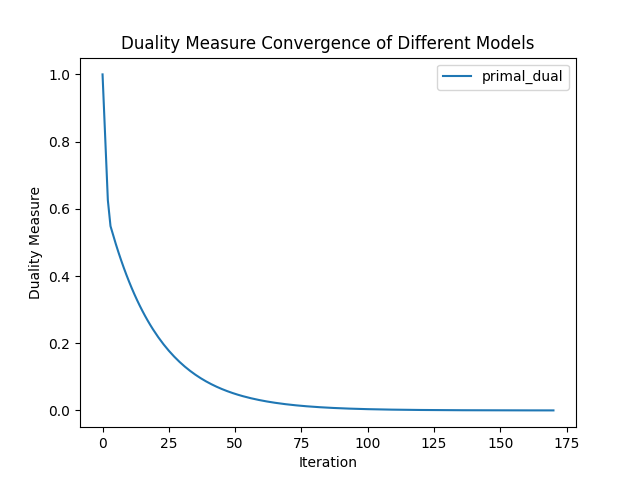 Duality Measure Convergence of Different Models
primal_dual
1.0
0.8
0.6
0.4
0.2
0.0
Duality Measure
0 25 50 75 100 125 150 175
Iteration